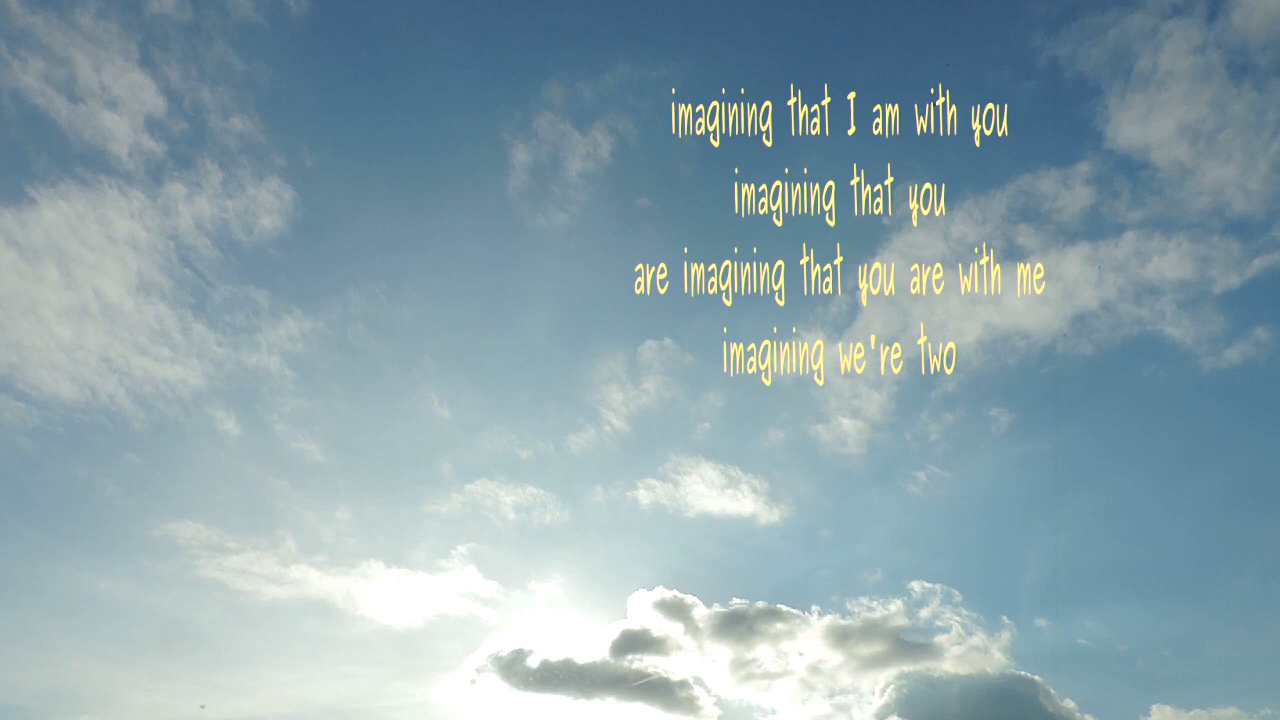 imagining that I am with you
imagining that you
are imagining that you are with me
imagining we're two